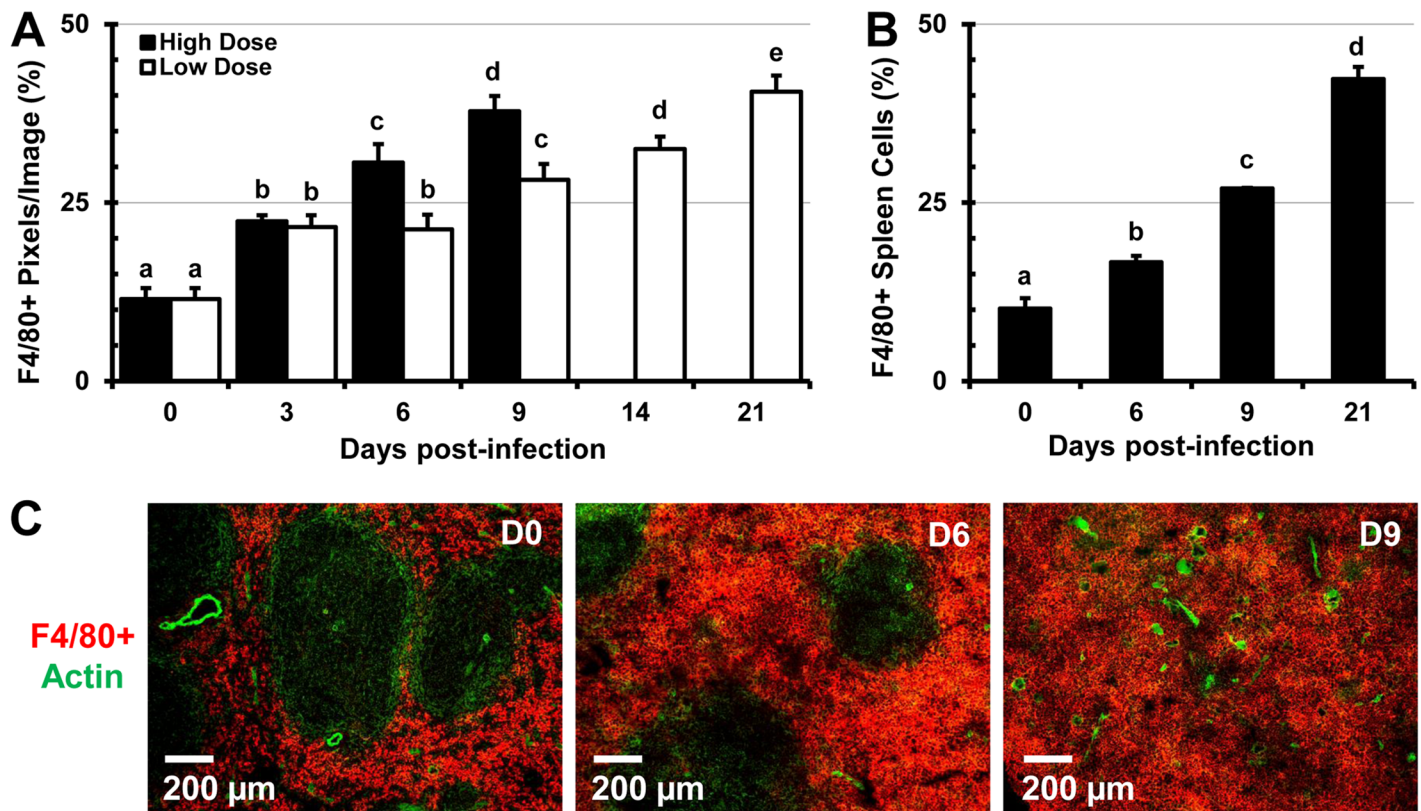 A
F4/80+ Pixels/Image (%)
50
25
0
High Dose
Low Dose
a
a
b
b
c
b
d
c
d
e
0 3 6 9 14 21
Days post-infection
B
F4/80+ Spleen Cells (%)
50
25
0
a
b
c
d
0 6 9 21
Days post-infection
C
F4/80+
Actin
D0
200 µm
D6
200 µm
D9
200 µm